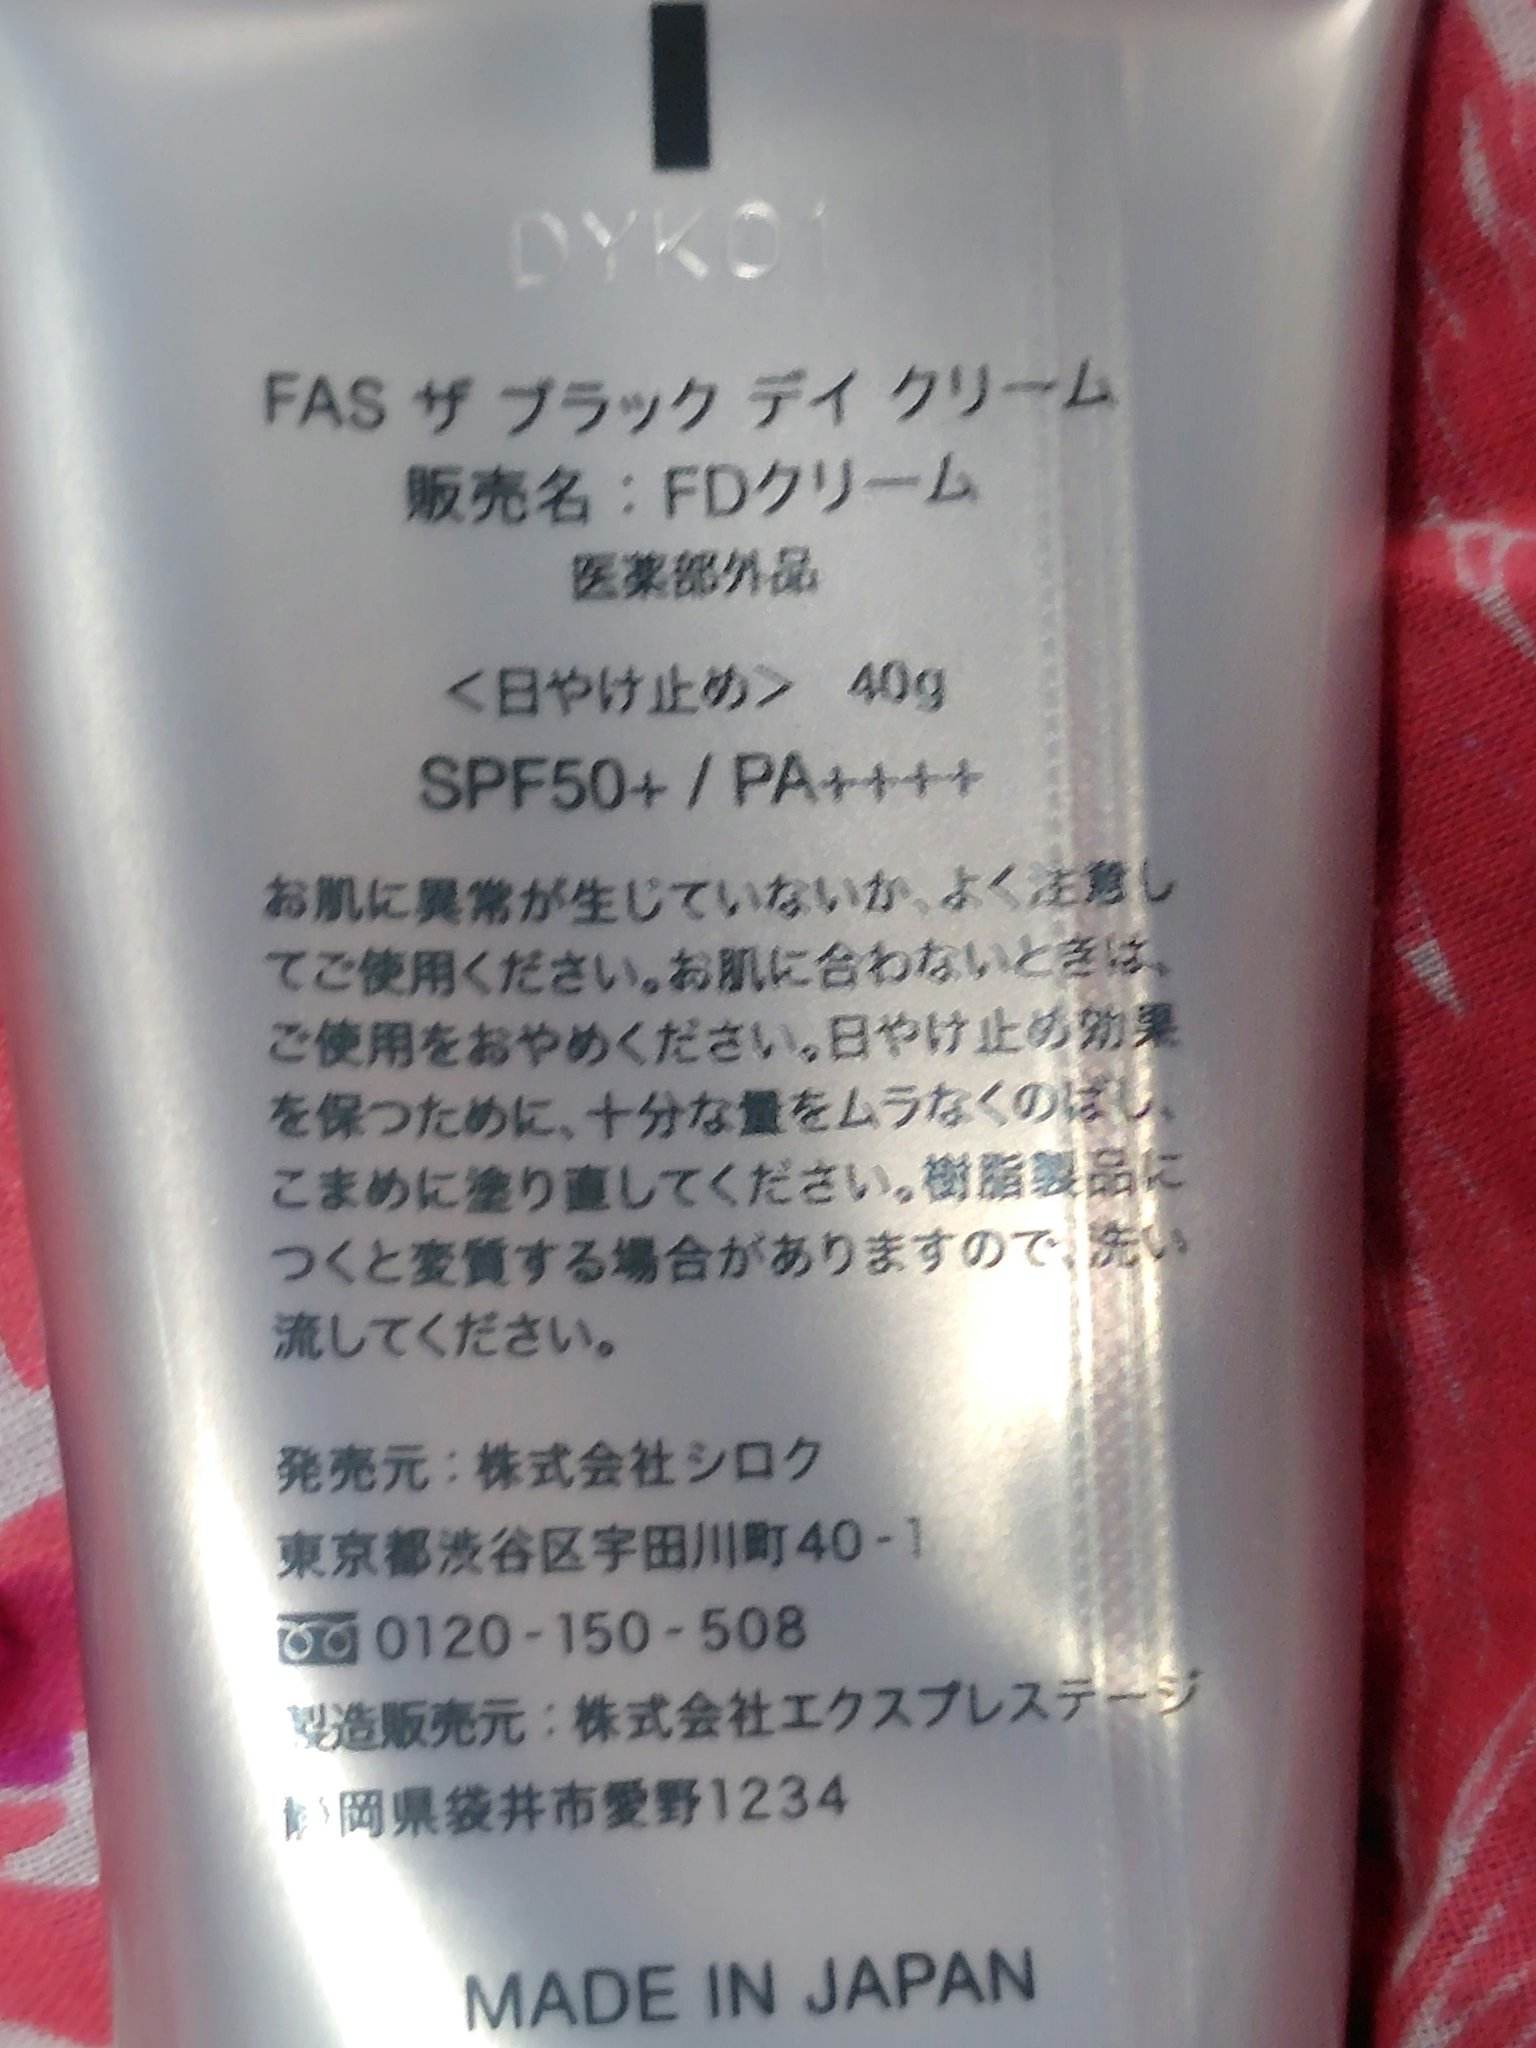 DYK01
FAS ザ ブラック デイ クリーム
販売名：FDクリーム
医薬部外品
＜日やけ止め＞ 40g
SPF50+ / PA++++
お肌に異常が生じていないか、よく注意し
てご使用ください。お肌に合わないときは、
ご使用をおやめください。日やけ止め効果
を保つために、十分な量をムラなくのばし、
こまめに塗り直してください。樹脂製品に
つくと変質する場合がありますので、洗い
流してください。
発売元：株式会社シロク
東京都渋谷区宇田川町40-1
0120-150-508
製造販売元：株式会社エクスプレステージ
静岡県袋井市愛野1234
MADE IN JAPAN